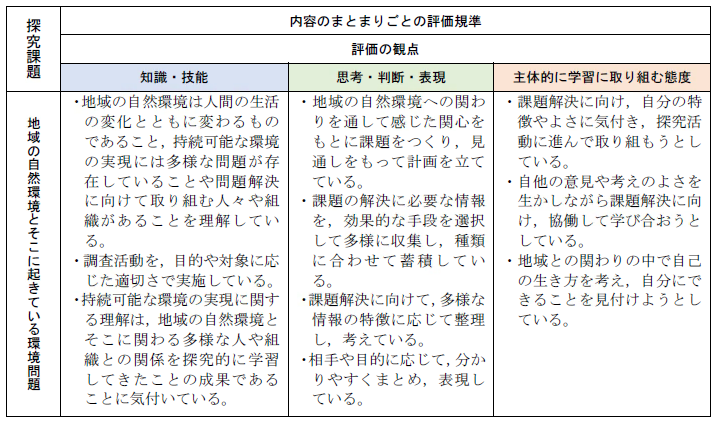 探究課題
内容のまとまりごとの評価規準
評価の観点
知識・技能
思考・判断・表現
主体的に学習に取り組む態度
地域の自然環境とそこに起きている環境問題
・地域の自然環境は人間の生活
の変化とともに変わるもの
であること，持続可能な環境
の実現には多様な問題が存
在していることや問題解決
に向けて取り組む人々や組
織があることを理解してい
る。
・調査活動を，目的や対象に応
じた適切さで実施している。
・持続可能な環境の実現に関す
る理解は，地域の自然環境と
そこに関わる多様な人や組
織との関係を探究的に学習
してきたことの成果である
ことに気付いている。
・地域の自然環境への関わ
りを通して感じた関心を
もとに課題をつくり，見
通しをもって計画を立て
ている。
・課題の解決に必要な情報
を，効果的な手段を選択
して多様に収集し，種類
に合わせて蓄積してい
る。
・課題解決に向けて，多様な
情報の特徴に応じて整理
し，考えている。
・相手や目的に応じて，分か
りやすくまとめ，表現し
ている。
・課題解決に向け，自分の特
徴やよさに気付き，探究
活動に進んで取り組もうと
している。
・自他の意見や考えのよさを
生かしながら課題解決に向
け，協働して学び合おうと
している。
・地域との関わりの中で自己
の生き方を考え，自分にで
きることを見付けようとし
ている。